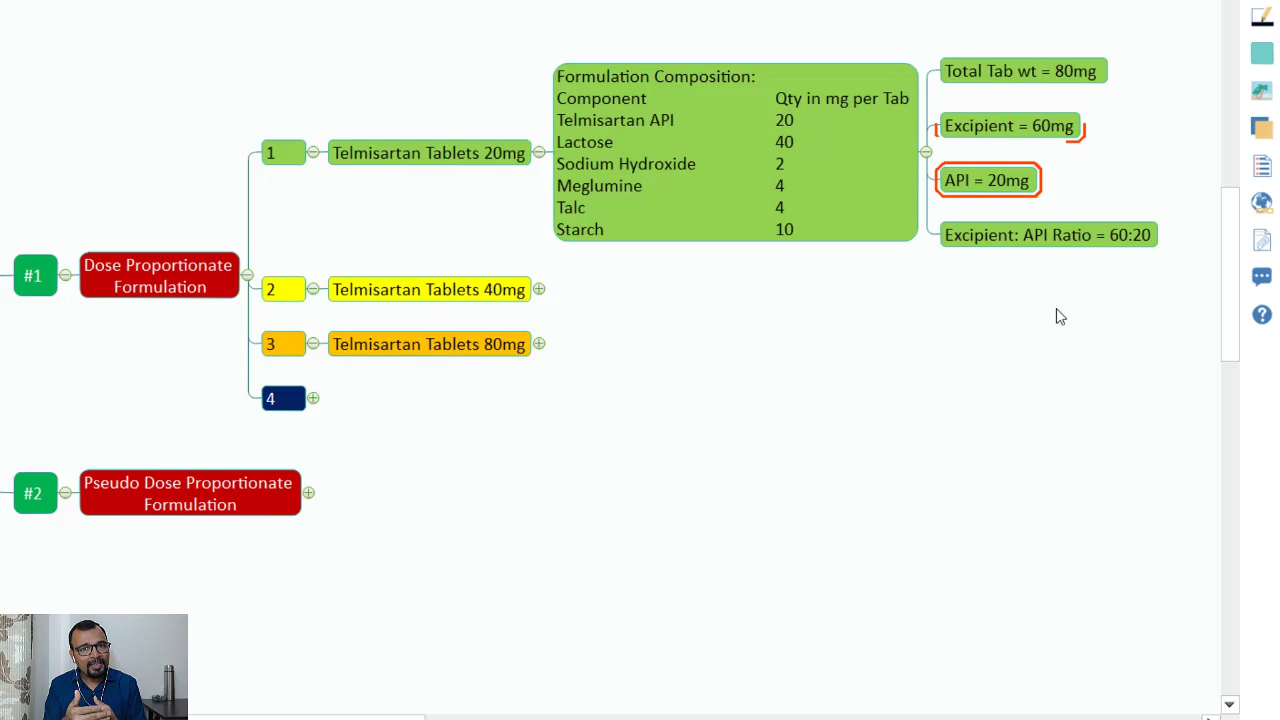 #1
Dose Proportionate
Formulation
1
Telmisartan Tablets 20mg
Formulation Composition:
Component Qty in mg per Tab
Telmisartan API 20
Lactose 40
Sodium Hydroxide 2
Meglumine 4
Talc 4
Starch 10
Total Tab wt = 80mg
Excipient = 60mg
API = 20mg
Excipient: API Ratio = 60:20
2
Telmisartan Tablets 40mg
3
Telmisartan Tablets 80mg
4
#2
Pseudo Dose Proportionate
Formulation